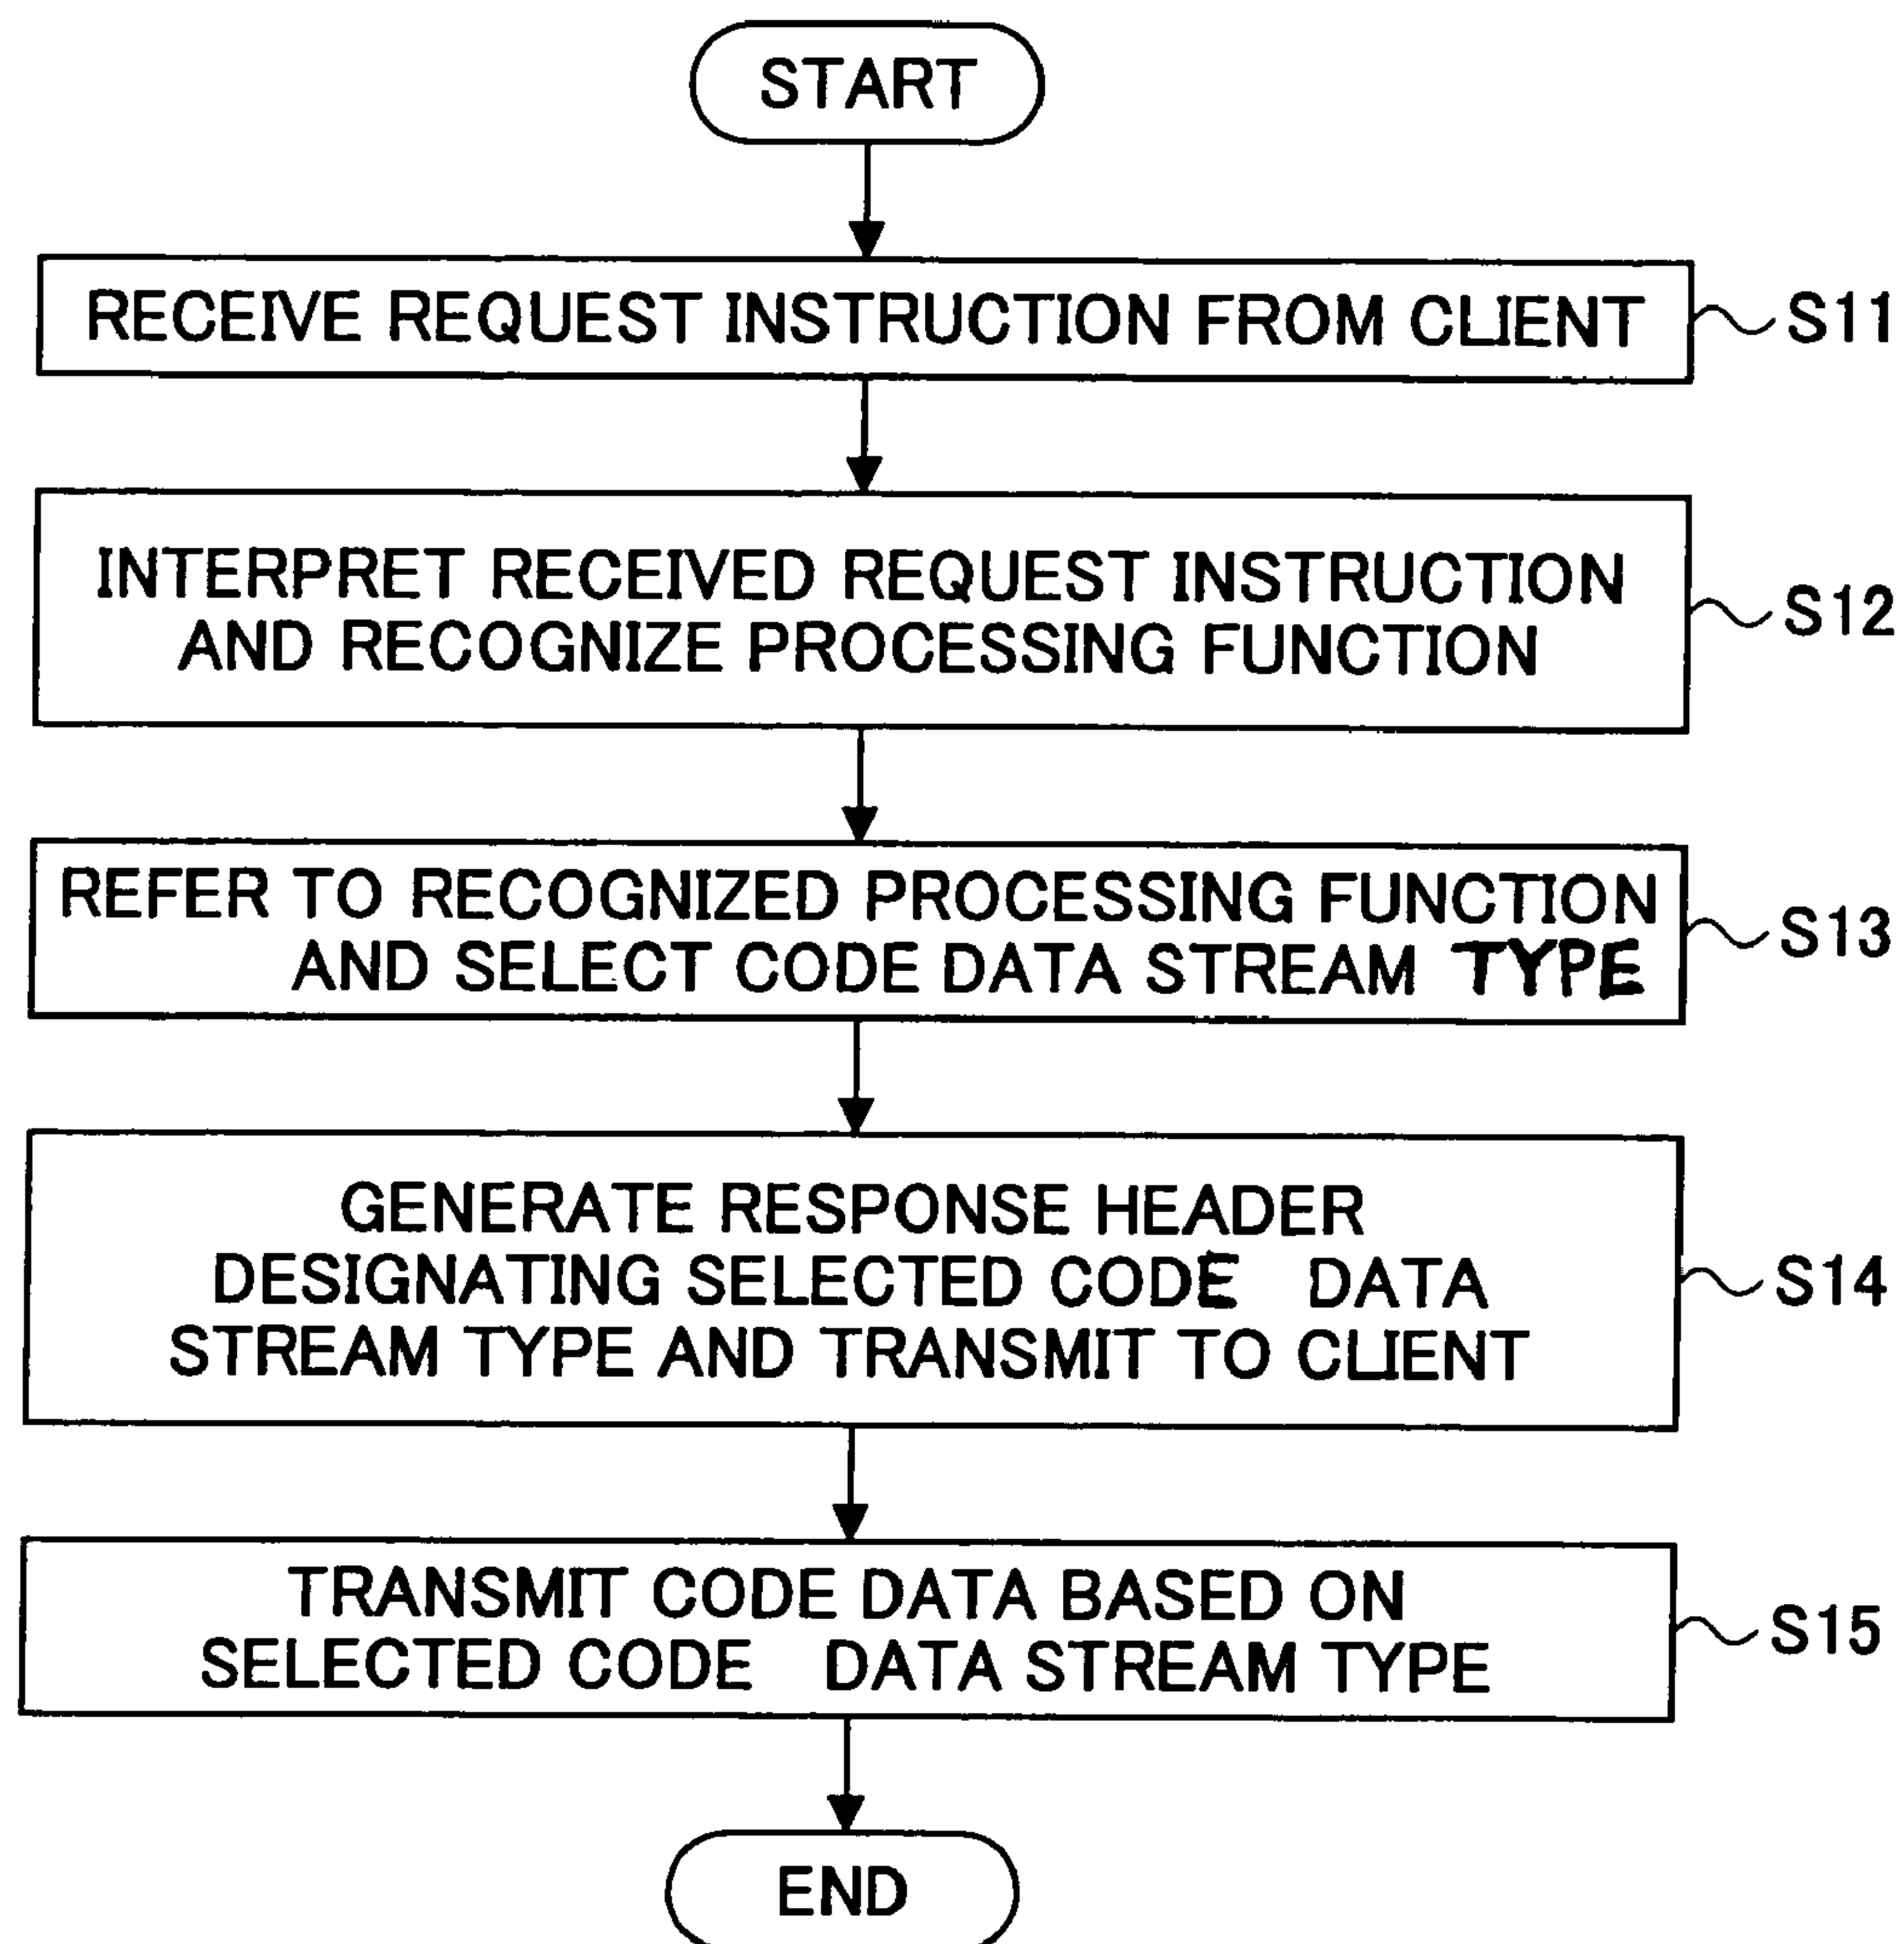 START
RECEIVE REQUEST INSTRUCTION FROM CLIENT
S11
INTERPRET RECEIVED REQUEST INSTRUCTION
AND RECOGNIZE PROCESSING FUNCTION
S12
REFER TO RECOGNIZED PROCESSING FUNCTION
AND SELECT CODE DATA STREAM TYPE
S13
GENERATE RESPONSE HEADER
DESIGNATING SELECTED CODE DATA
STREAM TYPE AND TRANSMIT TO CLIENT
S14
TRANSMIT CODE DATA BASED ON
SELECTED CODE DATA STREAM TYPE
S15
END